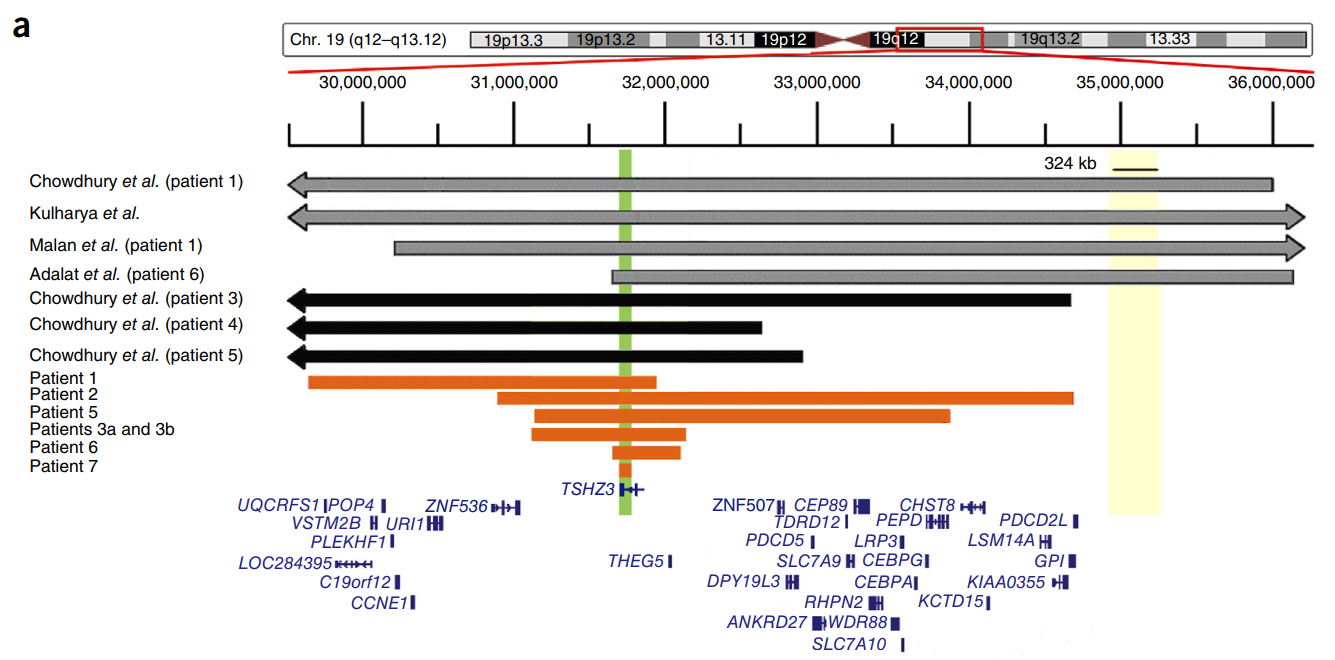 a
Chr. 19 (q12–q13.12) 19p13.3 19p13.2 13.11 19p12 19q12 19q13.2 13.33
30,000,000 31,000,000 32,000,000 33,000,000 34,000,000 35,000,000 36,000,000
324 kb
Chowdhury et al. (patient 1)
Kulharya et al.
Malan et al. (patient 1)
Adalat et al. (patient 6)
Chowdhury et al. (patient 3)
Chowdhury et al. (patient 4)
Chowdhury et al. (patient 5)
Patient 1
Patient 2
Patient 5
Patients 3a and 3b
Patient 6
Patient 7
TSHZ3
UQCRFS1 POP4 ZNF536 ZNF507 CEP89 CHST8
VSTM2B URI1 TDRD12 PEPD PDCD2L
PLEKHF1 PDCD5 LRP3 LSM14A
LOC284395 THEG5 SLC7A9 CEBPG GPI
C19orf12 DPY19L3 CEBPA KIAA0355
CCNE1 RHPN2 KCTD15
ANKRD27 WDR88
SLC7A10